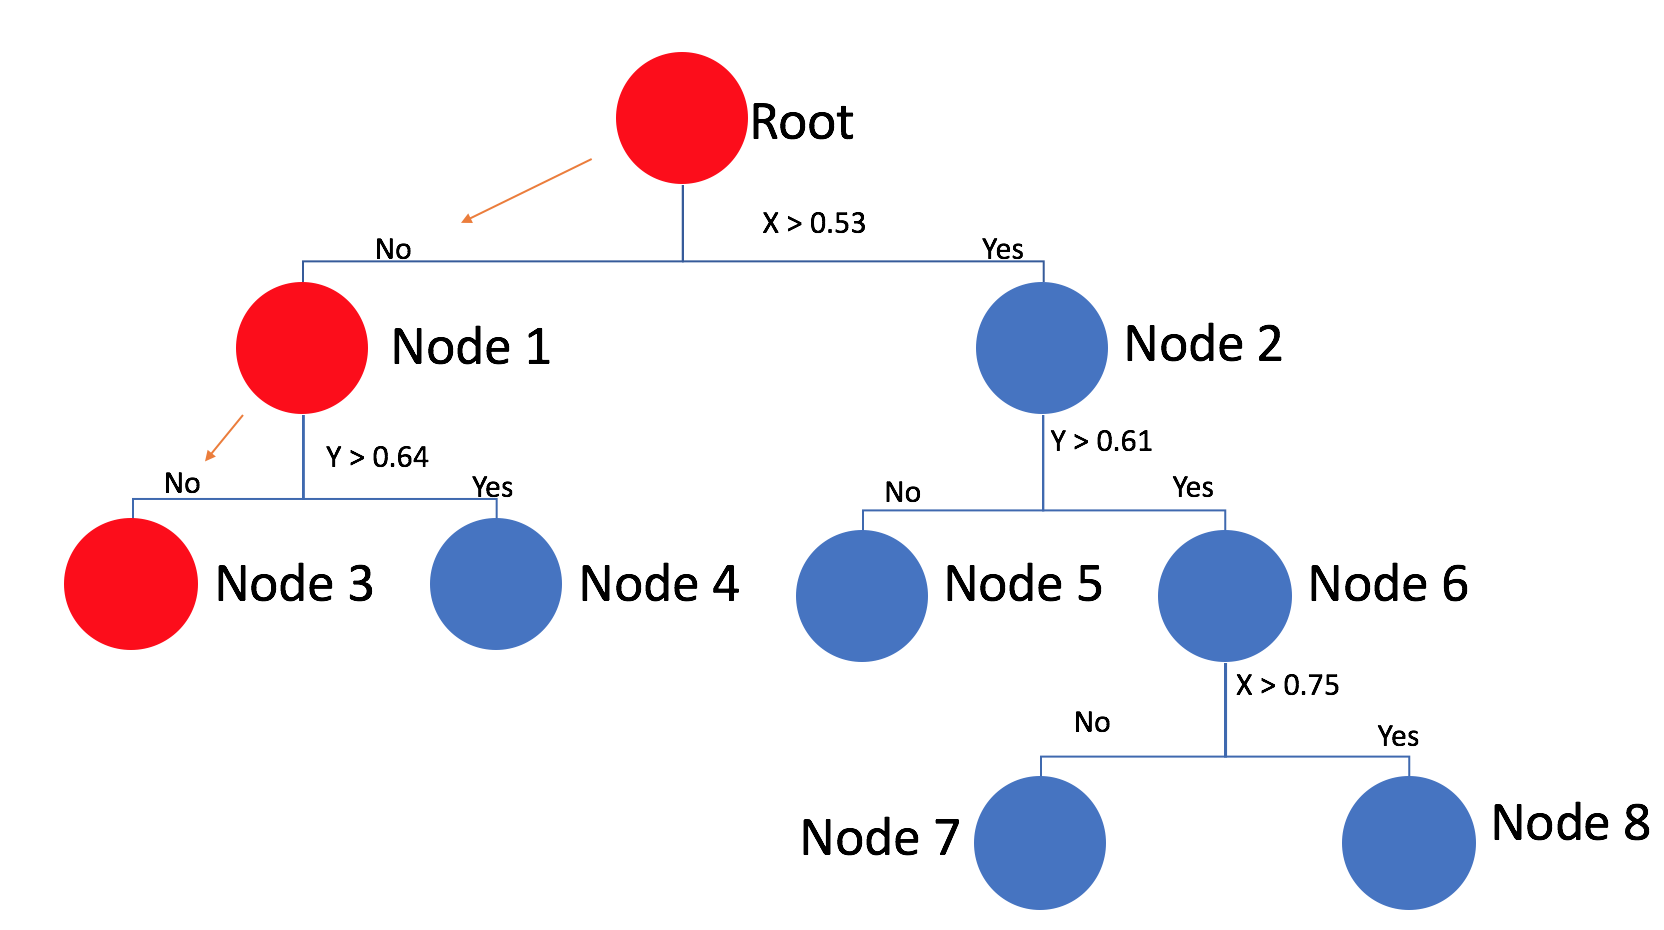 Root
X > 0.53
No
Yes
Node 1
Node 2
Y > 0.64
Y > 0.61
No
Yes
No
Yes
Node 3
Node 4
Node 5
Node 6
X > 0.75
No
Yes
Node 7
Node 8